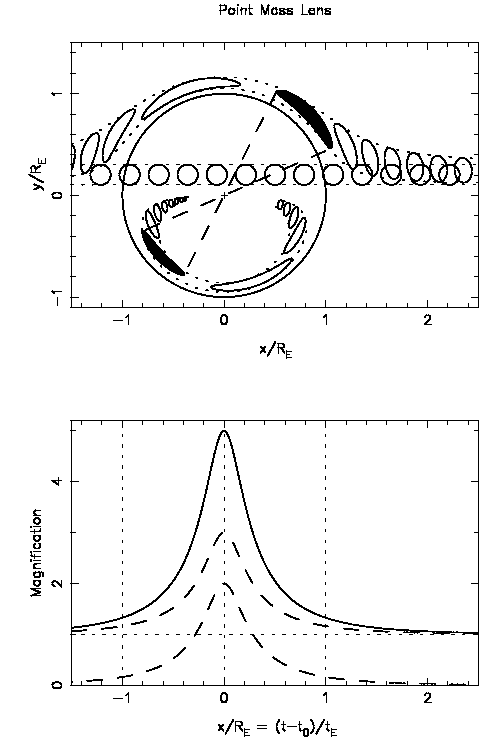 Point Mass Lens
1
0
−1
y/R_E
−1 0 1 2
x/R_E
4
2
0
Magnification
−1 0 1 2
x/R_E = (t−t_0)/t_E